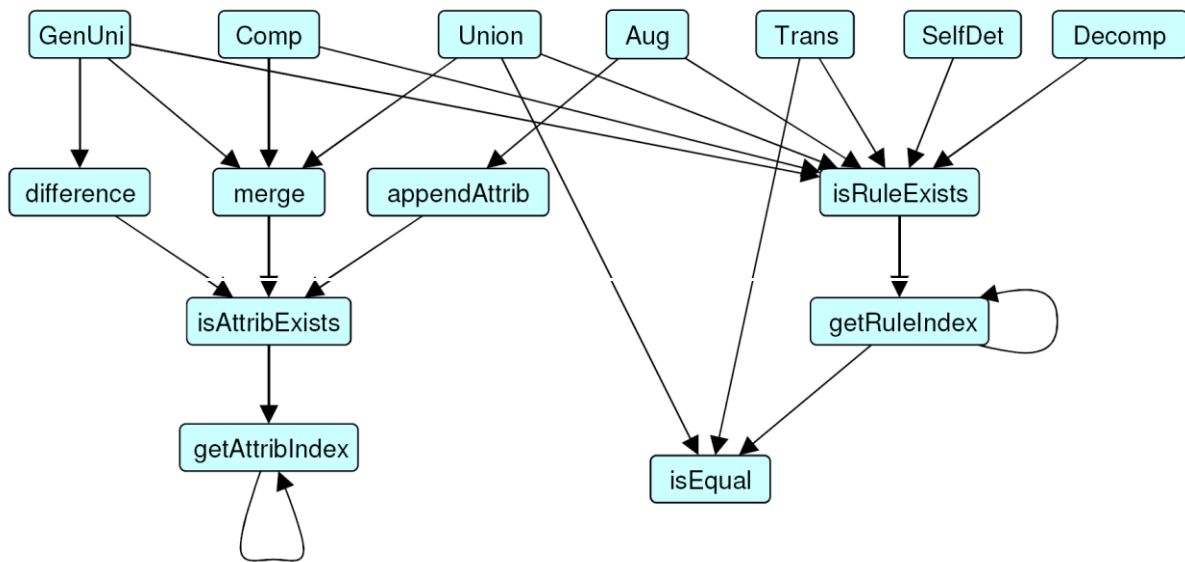 GenUni
Comp
Union
Aug
Trans
SelfDet
Decomp
difference
merge
appendAttrib
isRuleExists
isAttribExists
getRuleIndex
getAttribIndex
isEqual